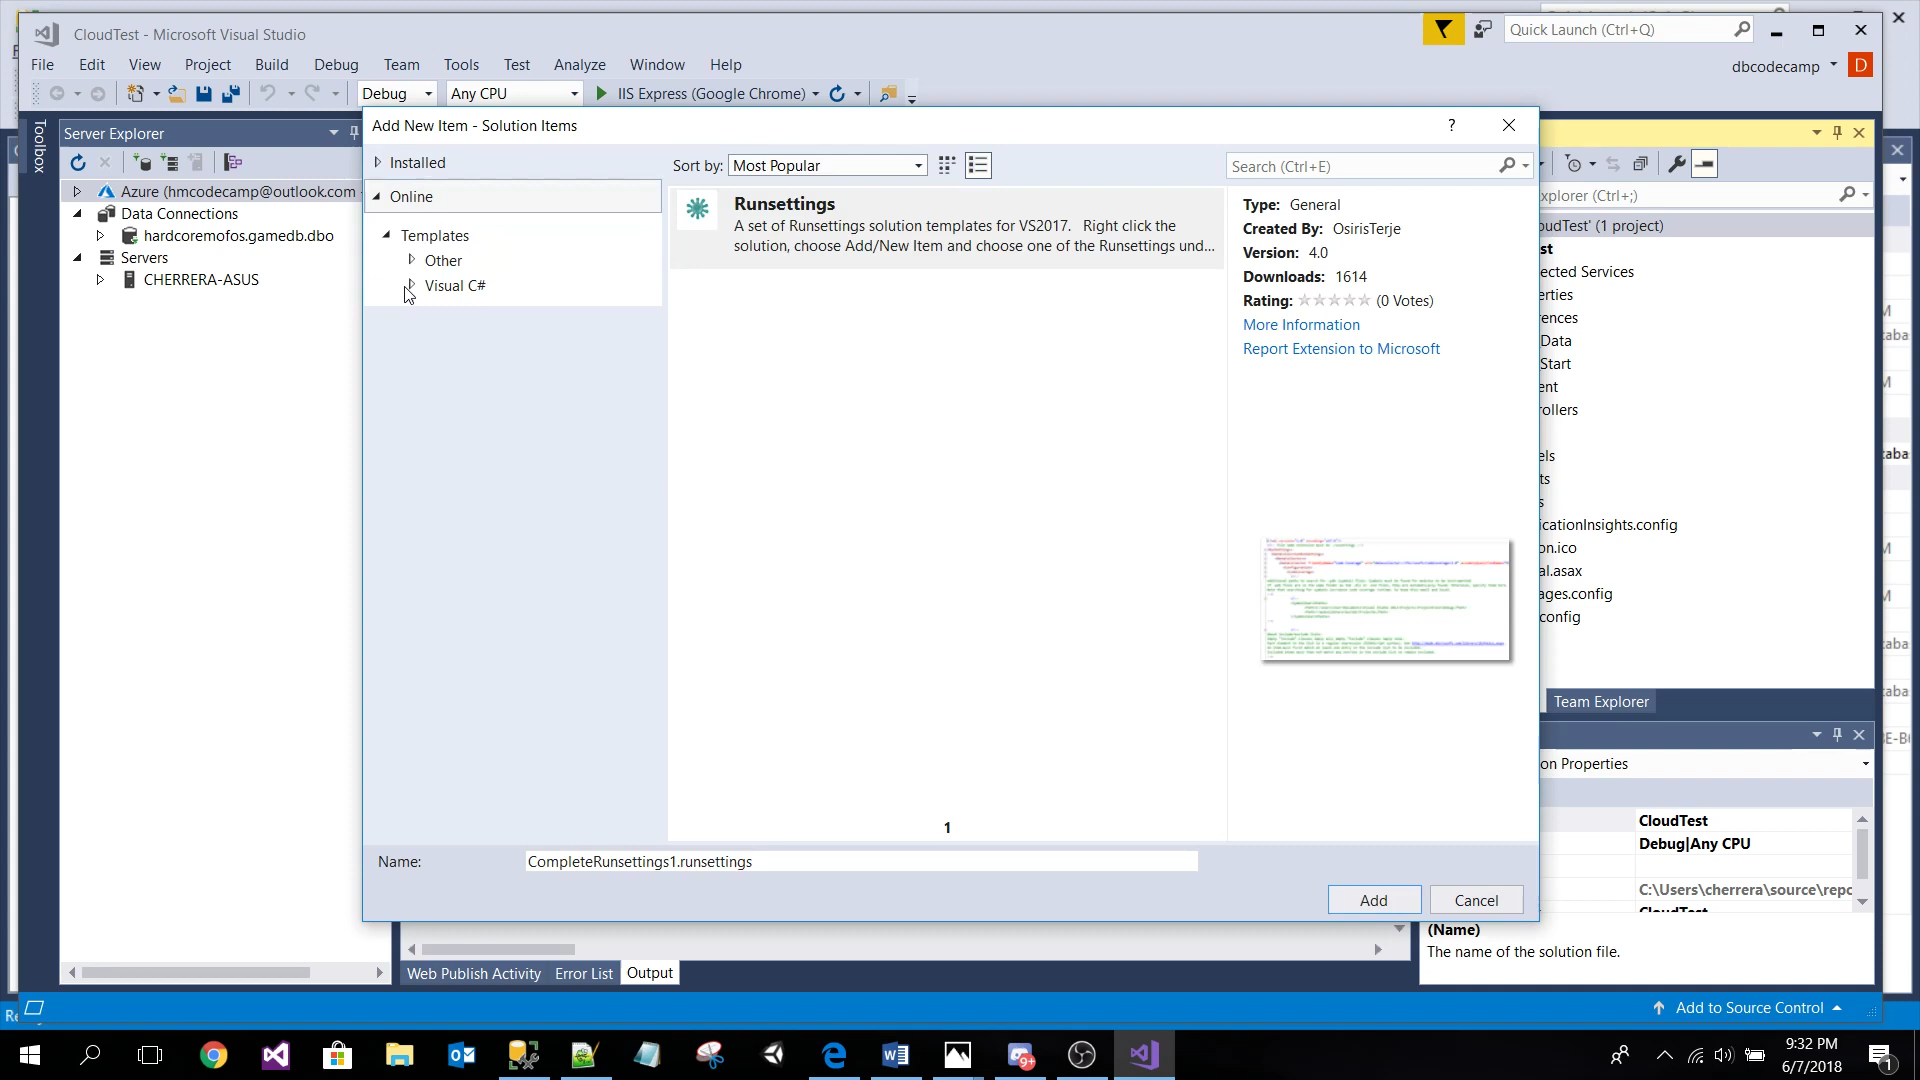 CloudTest - Microsoft Visual Studio
Quick Launch (Ctrl+Q)
File Edit View Project Build Debug Team Tools Test Analyze Window Help
dbcodecamp D
Debug Any CPU IIS Express (Google Chrome)
Toolbox
Server Explorer
Azure (hmcodecamp@outlook.com
Data Connections
hardcoremofos.gamedb.dbo
Servers
CHERRERA-ASUS
Add New Item - Solution Items
?
Installed
Online
Templates
Other
Visual C#
Sort by: Most Popular
Search (Ctrl+E)
Runsettings
A set of Runsettings solution templates for VS2017. Right click the
solution, choose Add/New Item and choose one of the Runsettings und...
1
Type: General
Created By: OsirisTerje
Version: 4.0
Downloads: 1614
Rating: (0 Votes)
More Information
Report Extension to Microsoft
Name: CompleteRunsettings1.runsettings
Add Cancel
xplorer (Ctrl+;)
oudTest' (1 project)
st
ected Services
erties
rences
Data
Start
ent
ollers
els
ts
s
icationInsights.config
on.ico
al.asax
ages.config
config
Team Explorer
on Properties
CloudTest
Debug|Any CPU
C:\Users\cherrera\source\repo
CloudTest
(Name)
The name of the solution file.
Web Publish Activity Error List Output
Add to Source Control
9+
9:32 PM
6/7/2018
1